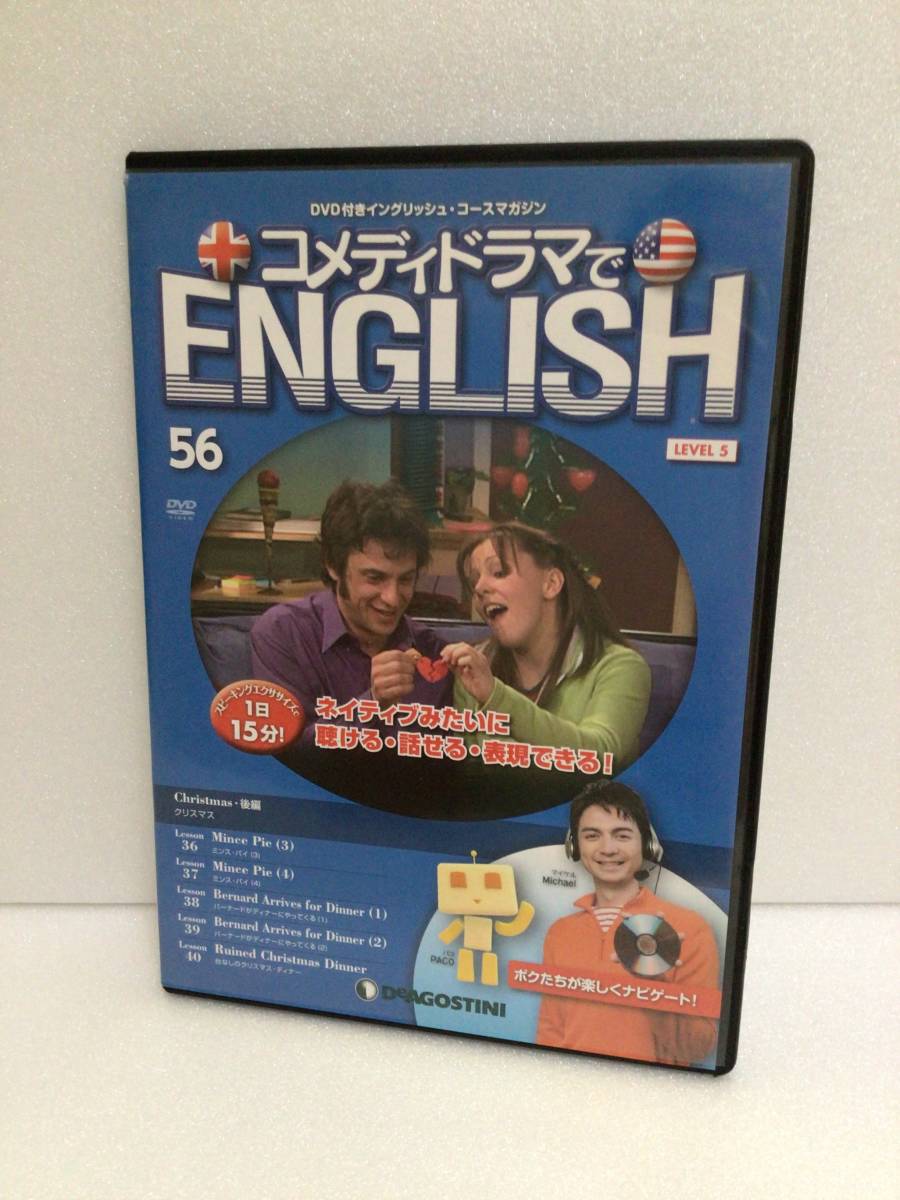 DVD付きイングリッシュ・コースマガジン
コメディドラマで
ENGLISH
56
LEVEL 5
DVD
VIDEO
スピーキングエクササイズで
1日
15分!
ネイティブみたいに
聴ける・話せる・表現できる!
Christmas・後編
クリスマス
Lesson 36 Mince Pie (3)
ミンス・パイ (3)
Lesson 37 Mince Pie (4)
ミンス・パイ (4)
Lesson 38 Bernard Arrives for Dinner (1)
バーナードがディナーにやってくる (1)
Lesson 39 Bernard Arrives for Dinner (2)
バーナードがディナーにやってくる (2)
Lesson 40 Ruined Christmas Dinner
台なしのクリスマス・ディナー
マイケル
Michael
パコ
PACO
ボクたちが楽しくナビゲート!
DeAGOSTINI